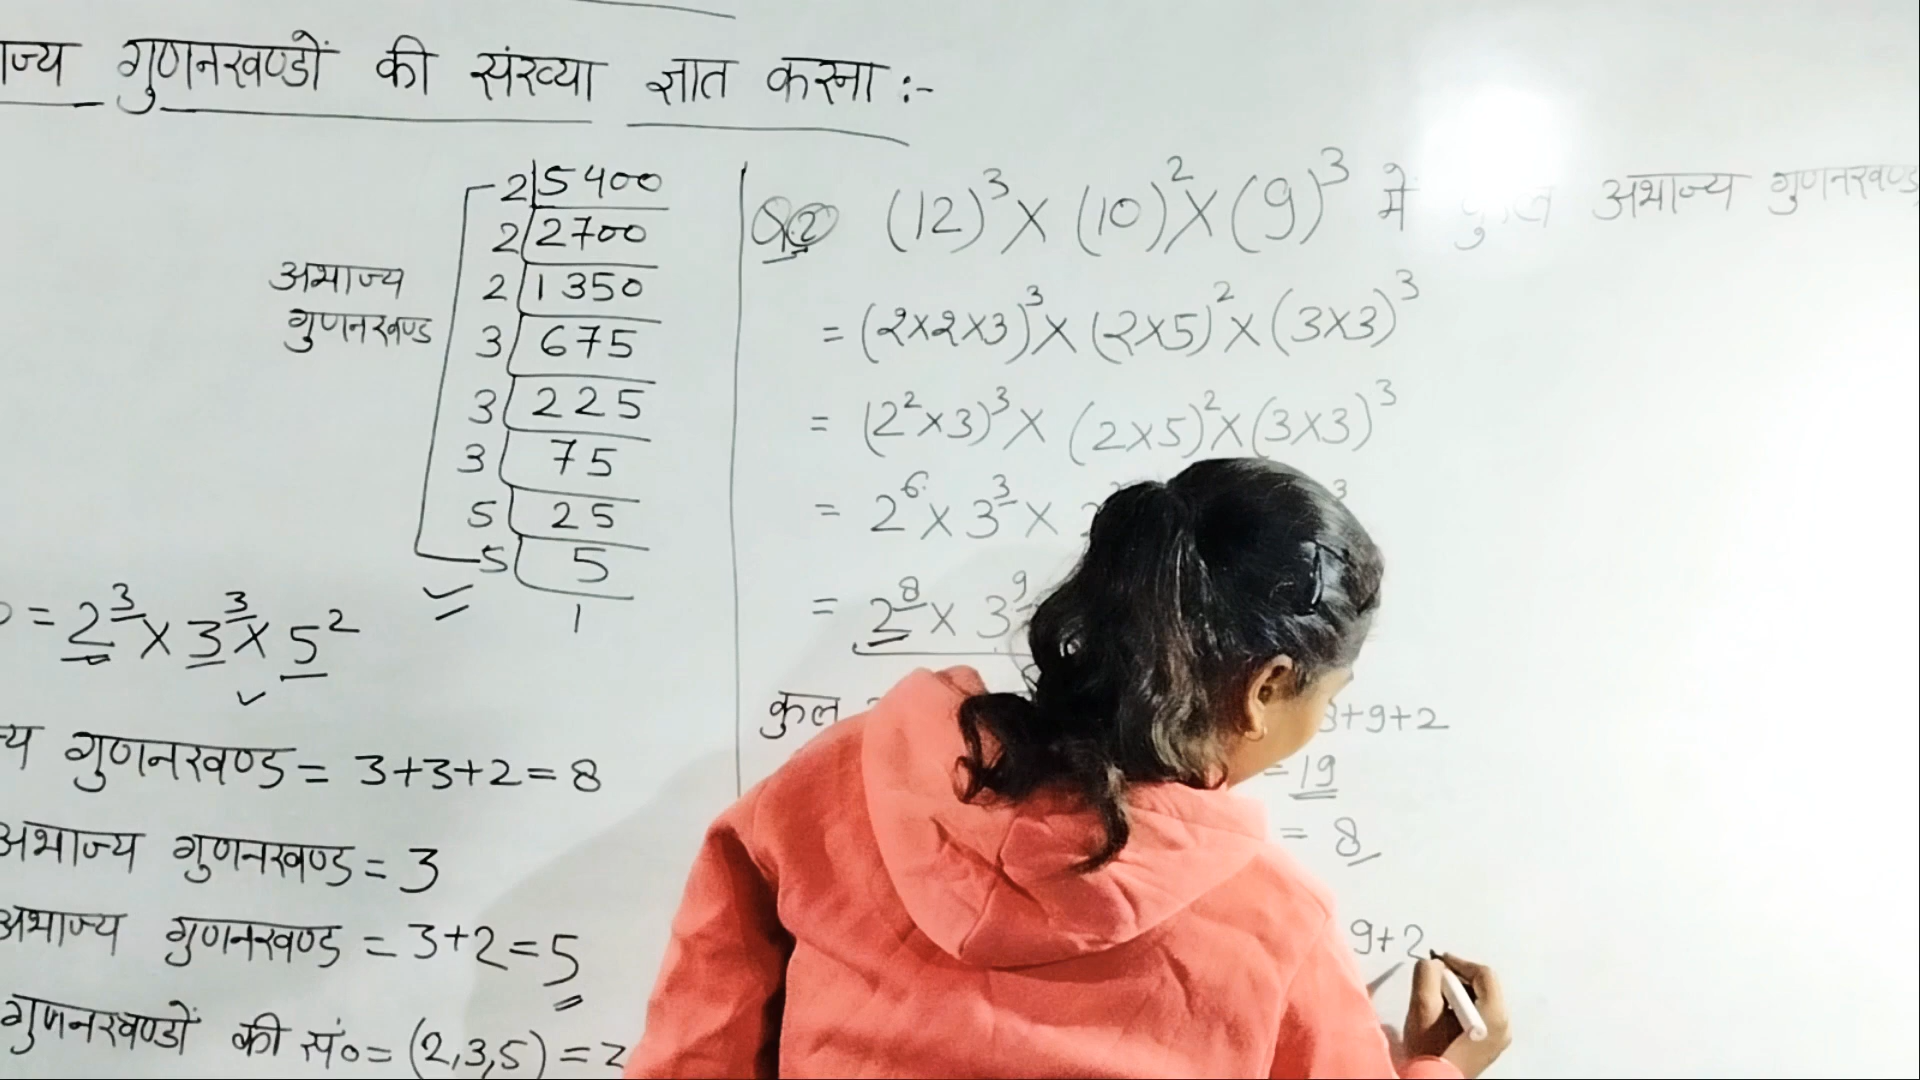 गुणनखण्डों की संख्या ज्ञात करना :-
2 5400
2 2700
2 1350
3 675
3 225
3 75
5 25
5 5
1
अभाज्य
गुणनखण्ड
= 2³ × 3³ × 5²
गुणनखण्ड = 3+3+2 = 8
अभाज्य गुणनखण्ड = 3
अभाज्य गुणनखण्ड = 3+2 = 5
गुणनखण्डों की सं० = (2,3,5) =
Q.2 (12)³ × (10)² × (9)³ में कुल अभाज्य गुणनखण्ड
= (2×2×3)³ × (2×5)² × (3×3)³
= (2²×3)³ × (2×5)² × (3×3)³
= 2⁶ × 3³ ×
= 2⁸ × 3⁹
कुल 8+9+2
= 19
= 8
9+2